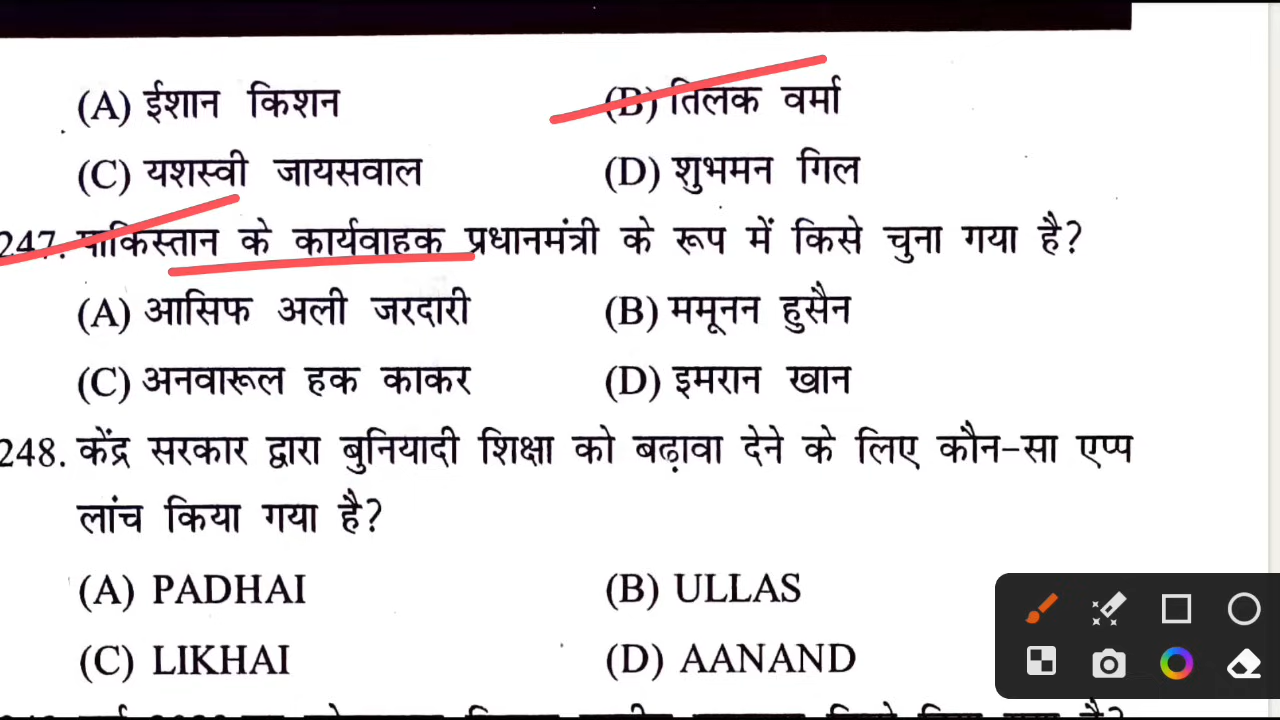 (A) ईशान किशन (B) तिलक वर्मा
(C) यशस्वी जायसवाल (D) शुभमन गिल
247. पाकिस्तान के कार्यवाहक प्रधानमंत्री के रूप में किसे चुना गया है?
(A) आसिफ अली जरदारी (B) ममूनन हुसैन
(C) अनवारूल हक काकर (D) इमरान खान
248. केंद्र सरकार द्वारा बुनियादी शिक्षा को बढ़ावा देने के लिए कौन-सा एप्प
लांच किया गया है?
(A) PADHAI (B) ULLAS
(C) LIKHAI (D) AANAND